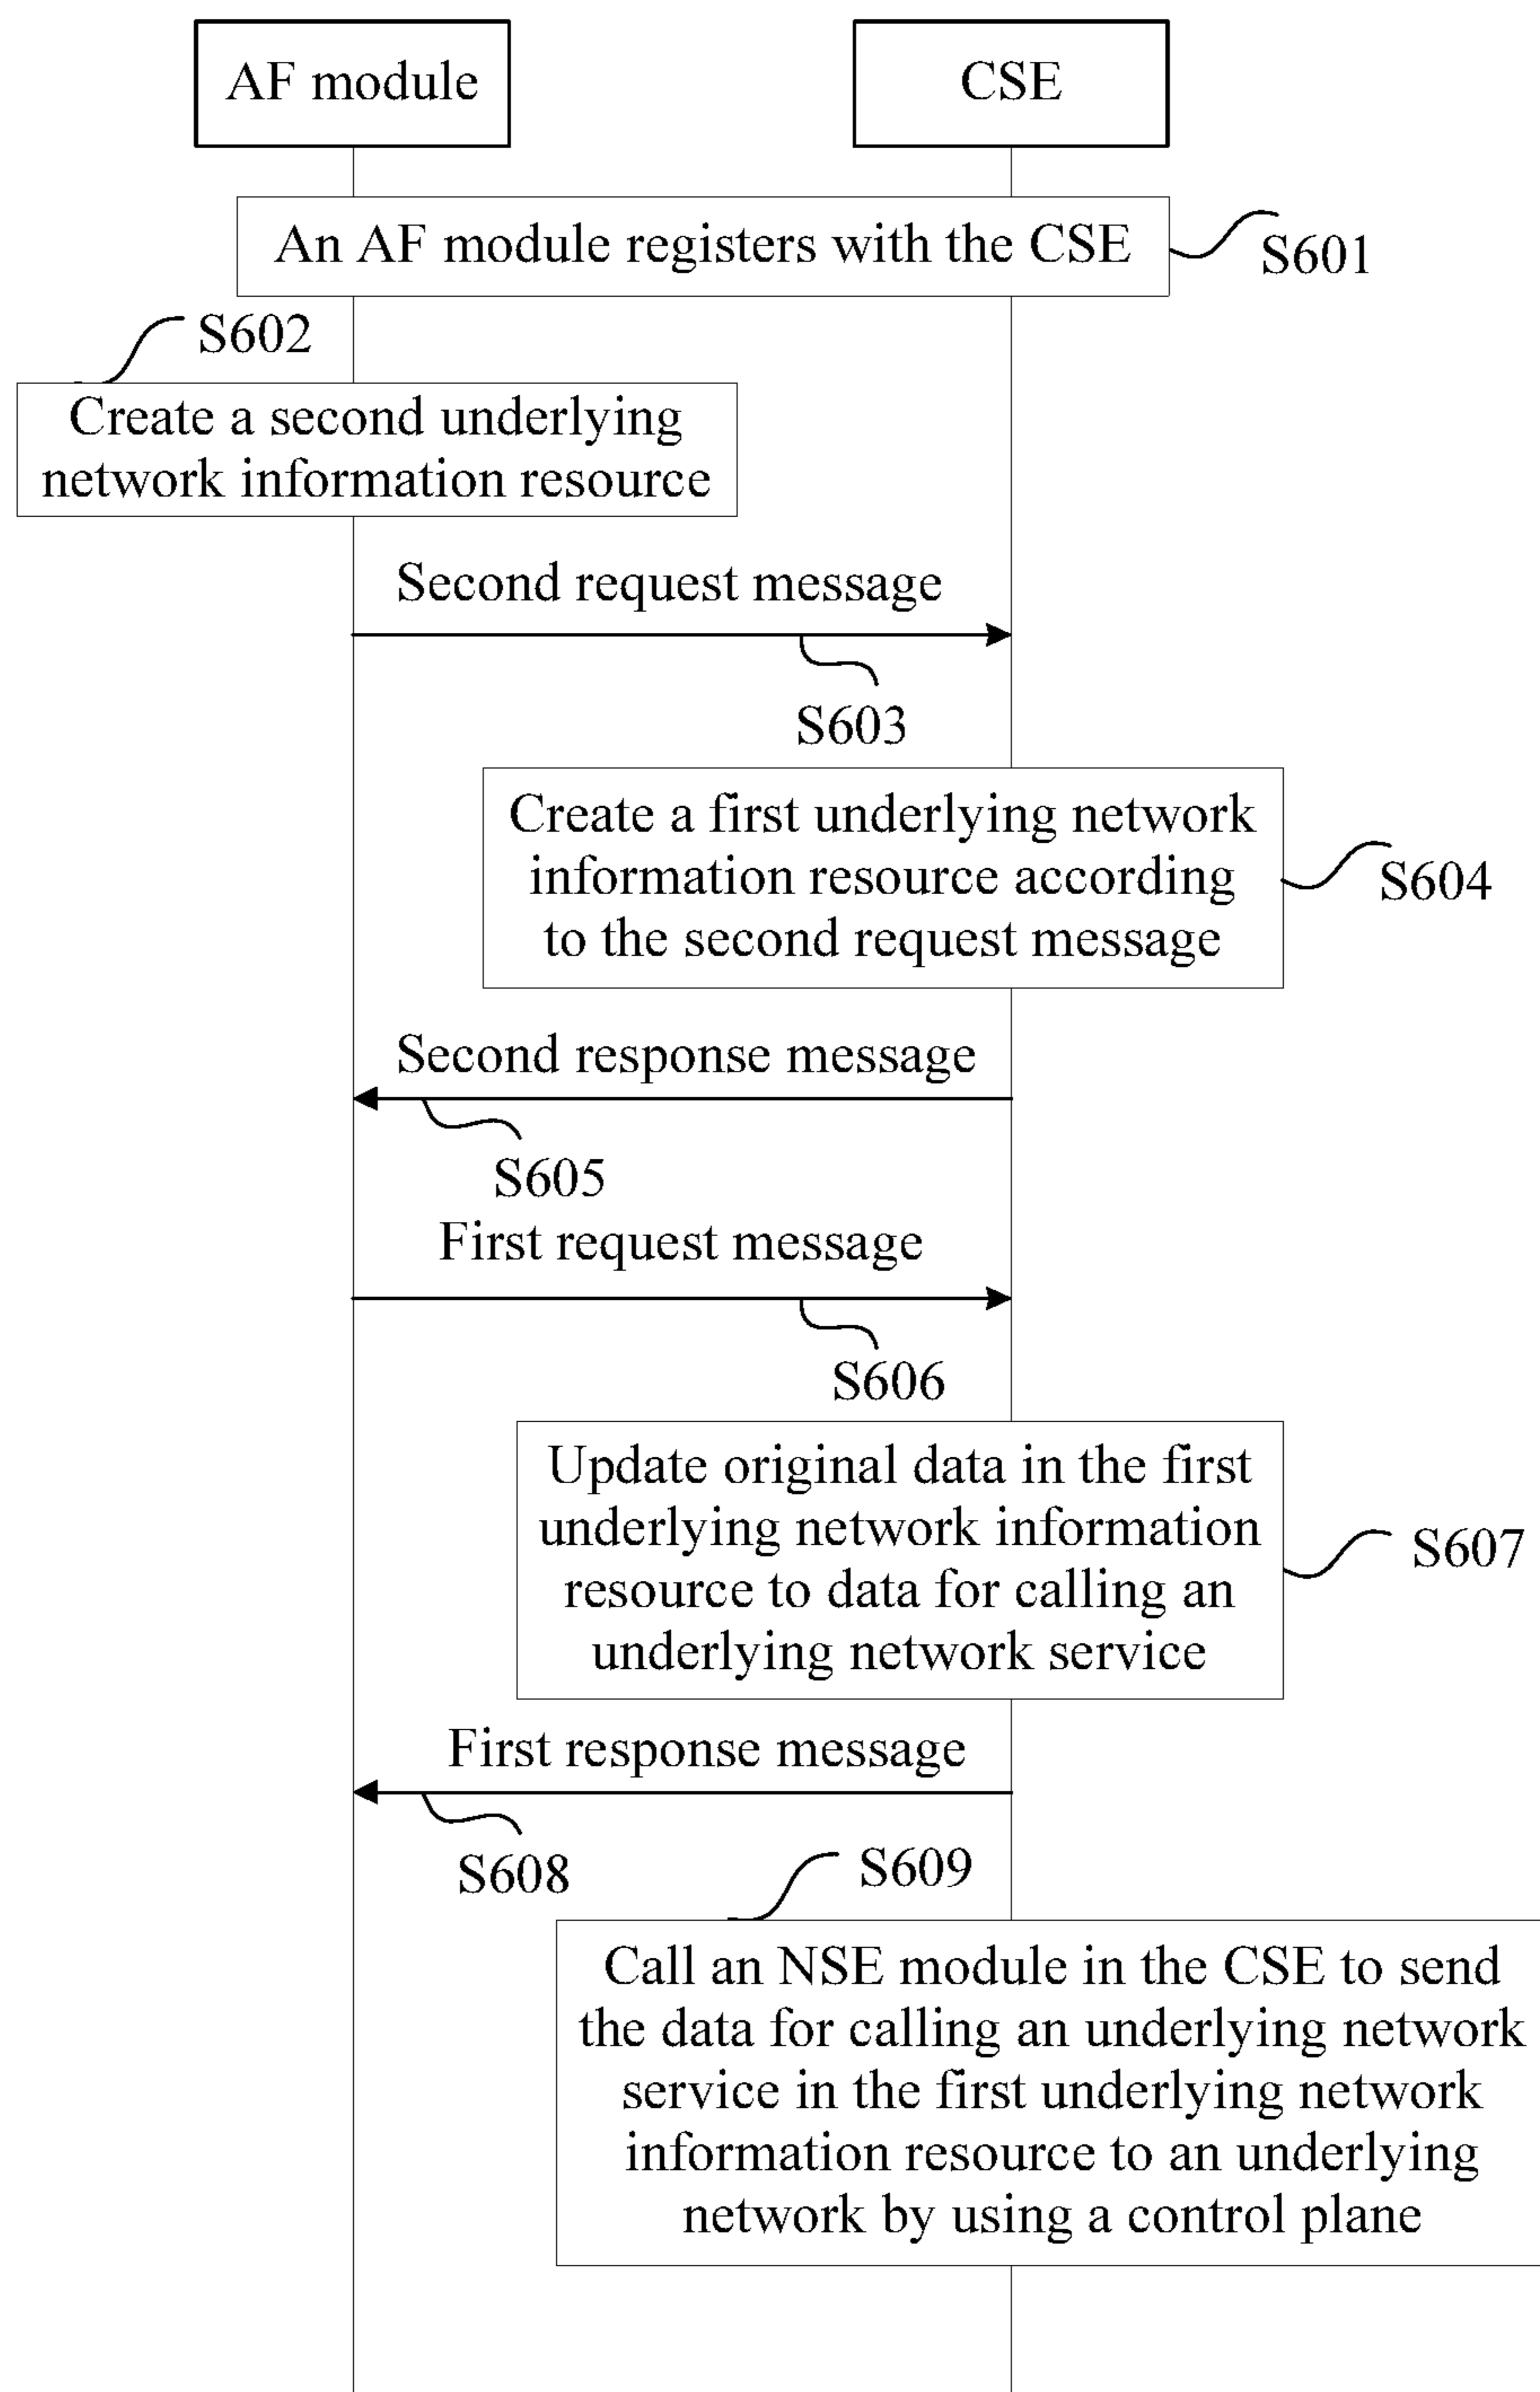 AF module
CSE
An AF module registers with the CSE
S601
S602
Create a second underlying
network information resource
Second request message
S603
Create a first underlying network
information resource according
to the second request message
S604
Second response message
S605
First request message
S606
Update original data in the first
underlying network information
resource to data for calling an
underlying network service
S607
First response message
S608
S609
Call an NSE module in the CSE to send
the data for calling an underlying network
service in the first underlying network
information resource to an underlying
network by using a control plane